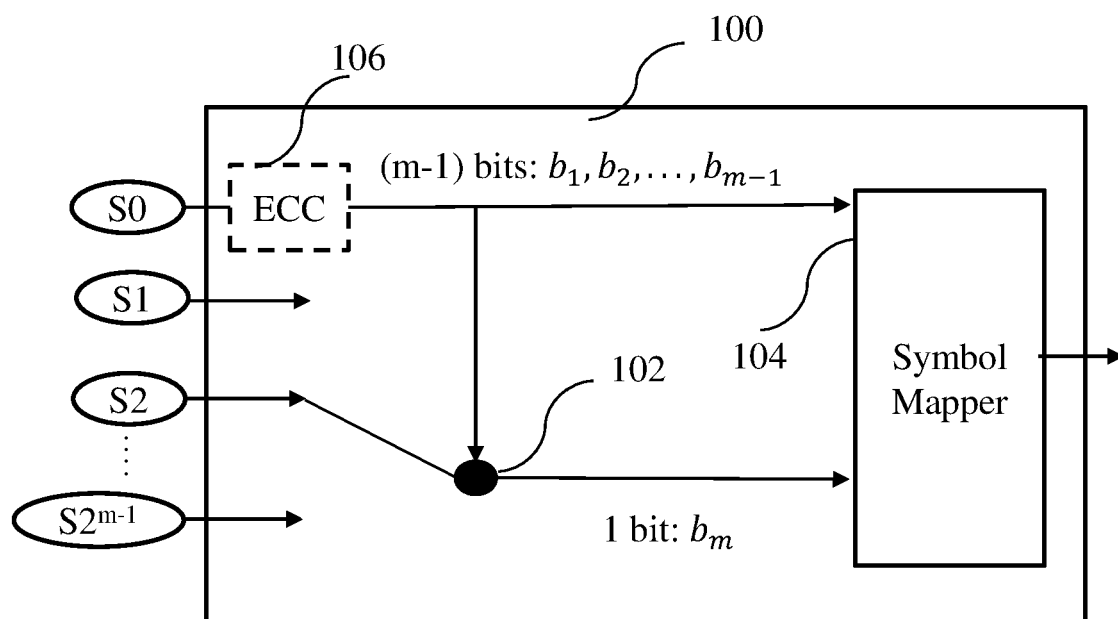 100
106
(m-1) bits: b₁, b₂, . . . , bₘ₋₁
S0
ECC
S1
104
Symbol
Mapper
102
S2
S2ᵐ⁻¹
1 bit: bₘ